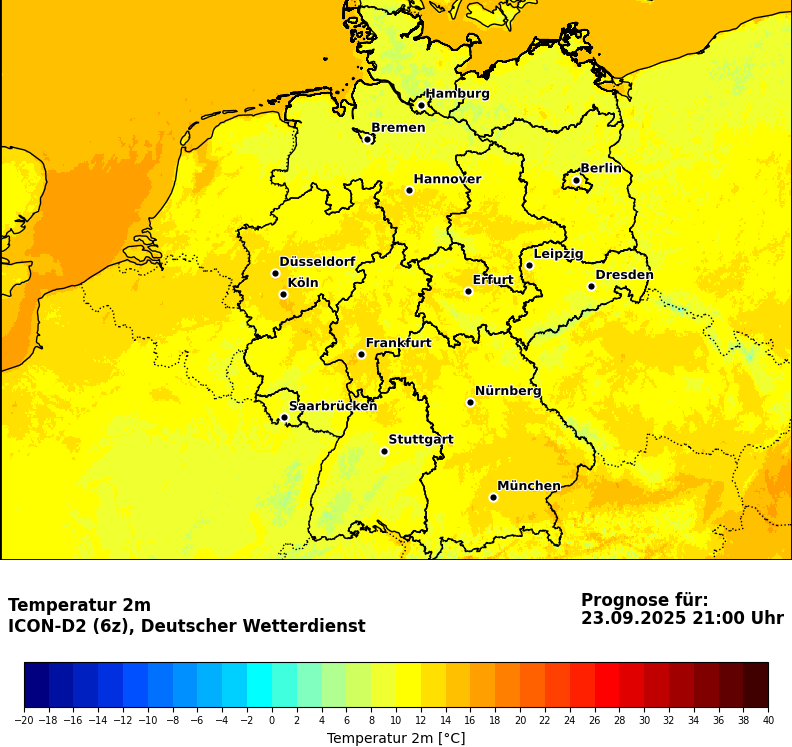 Hamburg
Bremen
Berlin
Hannover
Leipzig
Düsseldorf
Dresden
Köln
Erfurt
Frankfurt
Nürnberg
Saarbrücken
Stuttgart
München
Temperatur 2m
ICON-D2 (6z), Deutscher Wetterdienst
Prognose für:
23.09.2025 21:00 Uhr
−20 −18 −16 −14 −12 −10 −8 −6 −4 −2 0 2 4 6 8 10 12 14 16 18 20 22 24 26 28 30 32 34 36 38 40
Temperatur 2m [°C]